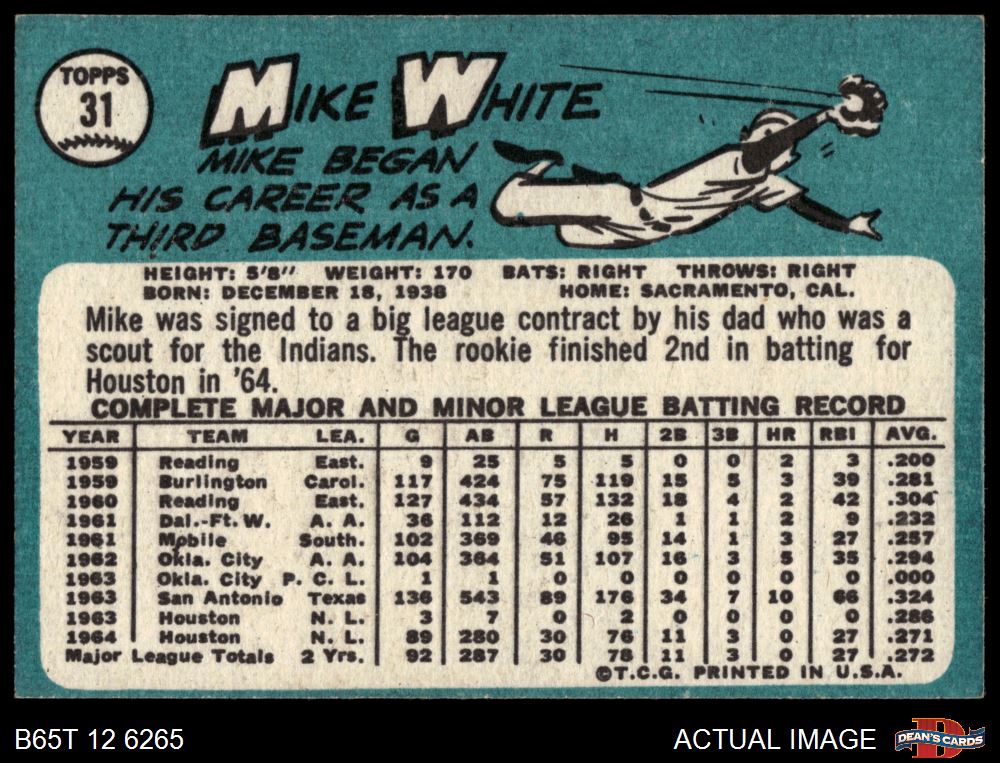 TOPPS
31
MIKE WHITE
MIKE BEGAN
HIS CAREER AS A
THIRD BASEMAN.
HEIGHT: 5'8" WEIGHT: 170 BATS: RIGHT THROWS: RIGHT
BORN: DECEMBER 18, 1938 HOME: SACRAMENTO, CAL.
Mike was signed to a big league contract by his dad who was a
scout for the Indians. The rookie finished 2nd in batting for
Houston in '64.
COMPLETE MAJOR AND MINOR LEAGUE BATTING RECORD
YEAR TEAM LEA. G AB R H 2B 3B HR RBI AVG.
1959 Reading East. 9 25 5 5 0 0 2 3 .200
1959 Burlington Carol. 117 424 75 119 15 5 3 39 .281
1960 Reading East. 127 434 57 132 18 4 2 42 .304
1961 Dal.-Ft. W. A. A. 36 112 12 26 1 1 2 9 .232
1961 Mobile South. 102 369 46 95 14 1 3 27 .257
1962 Okla. City A. A. 104 364 51 107 16 3 5 35 .294
1963 Okla. City P. C. L. 1 1 0 0 0 0 0 0 .000
1963 San Antonio Texas 136 543 89 176 34 7 10 66 .324
1963 Houston N. L. 3 7 0 2 0 0 0 0 .286
1964 Houston N. L. 89 280 30 76 11 3 0 27 .271
Major League Totals 2 Yrs. 92 287 30 78 11 3 0 27 .272
©T.C.G. PRINTED IN U.S.A.
B65T 12 6265 ACTUAL IMAGE DEAN'S CARDS